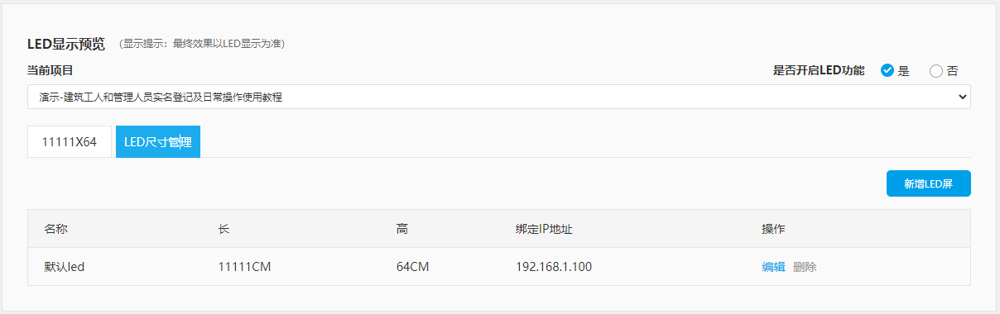 LED显示预览 (显示提示：最终效果以LED显示为准)
当前项目 是否开启LED功能 是 否
演示-建筑工人和管理人员实名登记及日常操作使用教程
11111X64 LED尺寸管理
新增LED屏
名称 长 高 绑定IP地址 操作
默认led 11111CM 64CM 192.168.1.100 编辑 删除